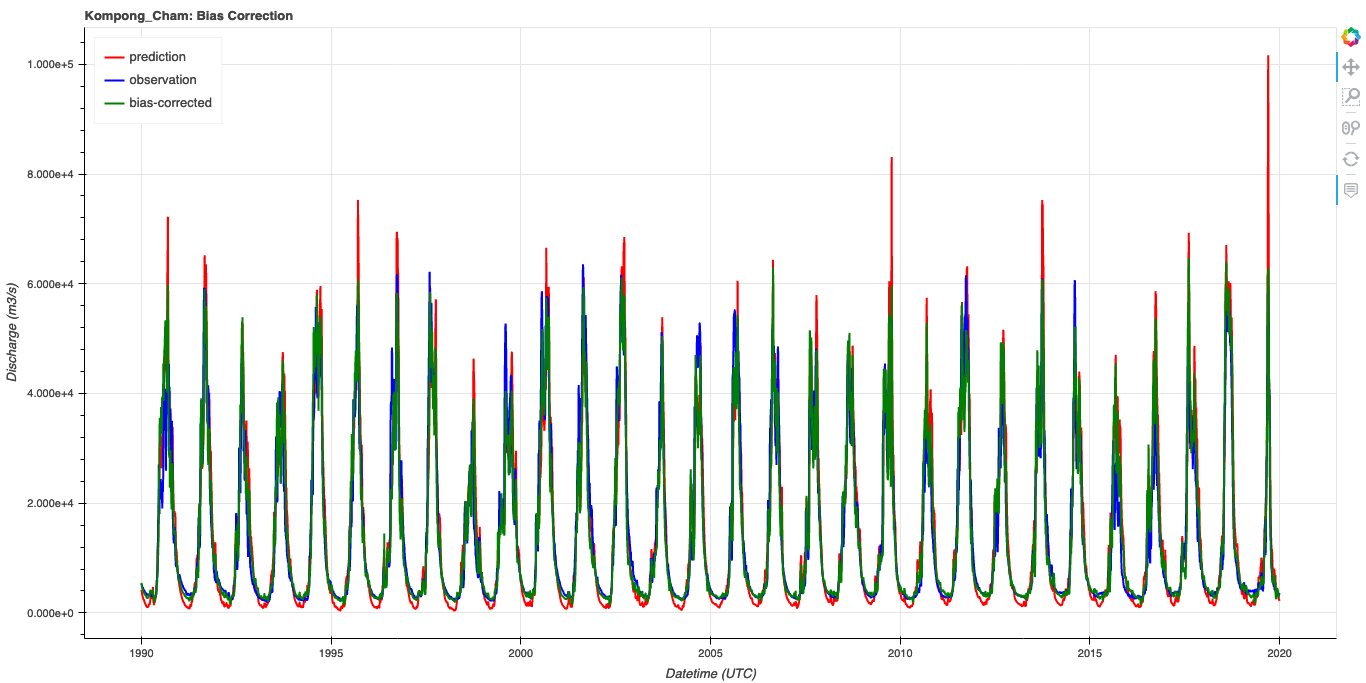 Kompong_Cham: Bias Correction
prediction
observation
bias-corrected
1.000e+5
8.000e+4
6.000e+4
4.000e+4
2.000e+4
0.000e+0
Discharge (m3/s)
1990 1995 2000 2005 2010 2015 2020
Datetime (UTC)